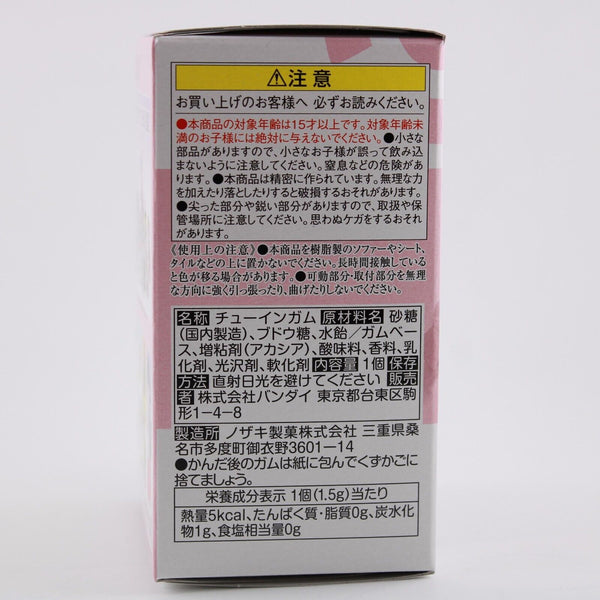 ⚠注意
お買い上げのお客様へ 必ずお読みください。
●本商品の対象年齢は15才以上です。対象年齢未
満のお子様には絶対に与えないでください。●小さな
部品がありますので、小さなお子様が誤って飲み込
まないように注意してください。窒息などの危険があ
ります。●本商品は精密に作られています。無理な力
を加えたり落としたりすると破損するおそれがあります。
●尖った部分や鋭い部分がありますので、取扱や保
管場所に注意してください。思わぬケガをするおそれ
があります。
《使用上の注意》●本商品を樹脂製のソファーやシート、
タイルなどの上に置かないでください。長時間接触している
と色が移る場合があります。●可動部分・取付部分を無理
な方向に強く引っ張ったり、曲げたりしないでください。
名称 チューインガム 原材料名 砂糖
(国内製造)、ブドウ糖、水飴／ガムベー
ス、増粘剤(アカシア)、酸味料、香料、乳
化剤、光沢剤、軟化剤 内容量 1個 保存
方法 直射日光を避けてください 販売
者 株式会社バンダイ 東京都台東区駒
形1-4-8
製造所 ノザキ製菓株式会社 三重県桑
名市多度町御衣野3601-14
●かんだ後のガムは紙に包んでくずかごに
捨てましょう。
栄養成分表示 1個(1.5g)当たり
熱量5kcal、たんぱく質・脂質0g、炭水化
物1g、食塩相当量0g